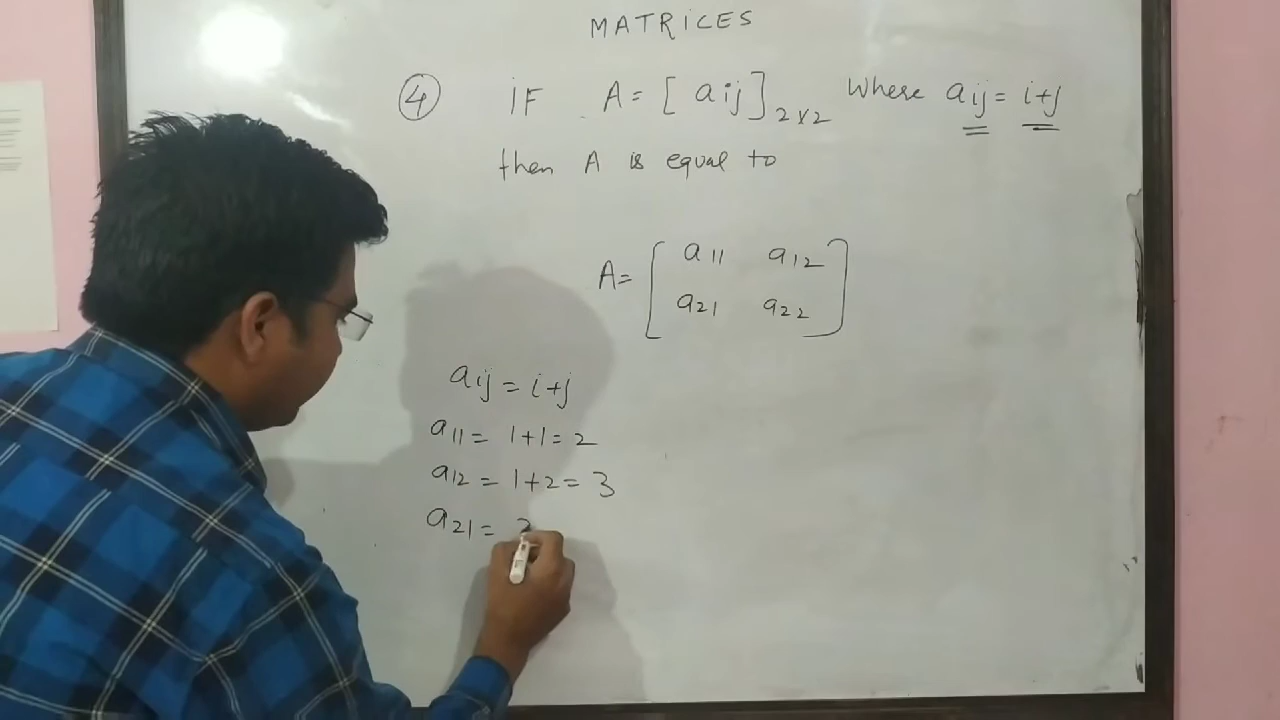 MATRICES
④ IF A = [aij]2x2 Where aij = i+j
then A is equal to
A= [ a11 a12
a21 a22 ]
aij = i+j
a11 = 1+1= 2
a12 = 1+2= 3
a21 = 2